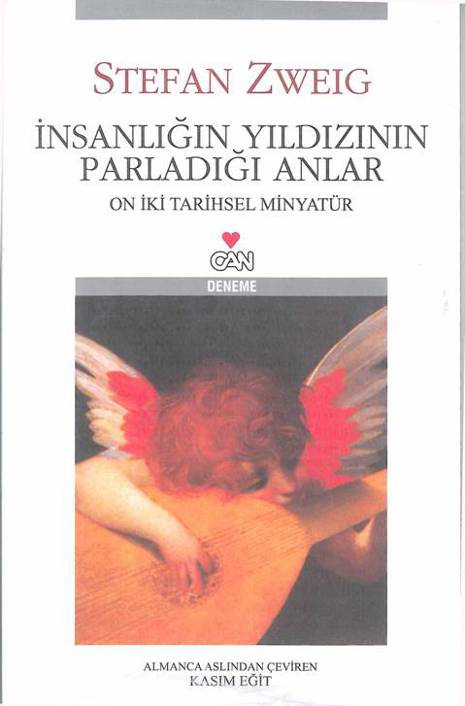 STEFAN ZWEIG
İNSANLIĞIN YILDIZININ
PARLADIĞI ANLAR
ON İKİ TARİHSEL MİNYATÜR
CAN
DENEME
ALMANCA ASLINDAN ÇEVİREN
KASIM EĞİT